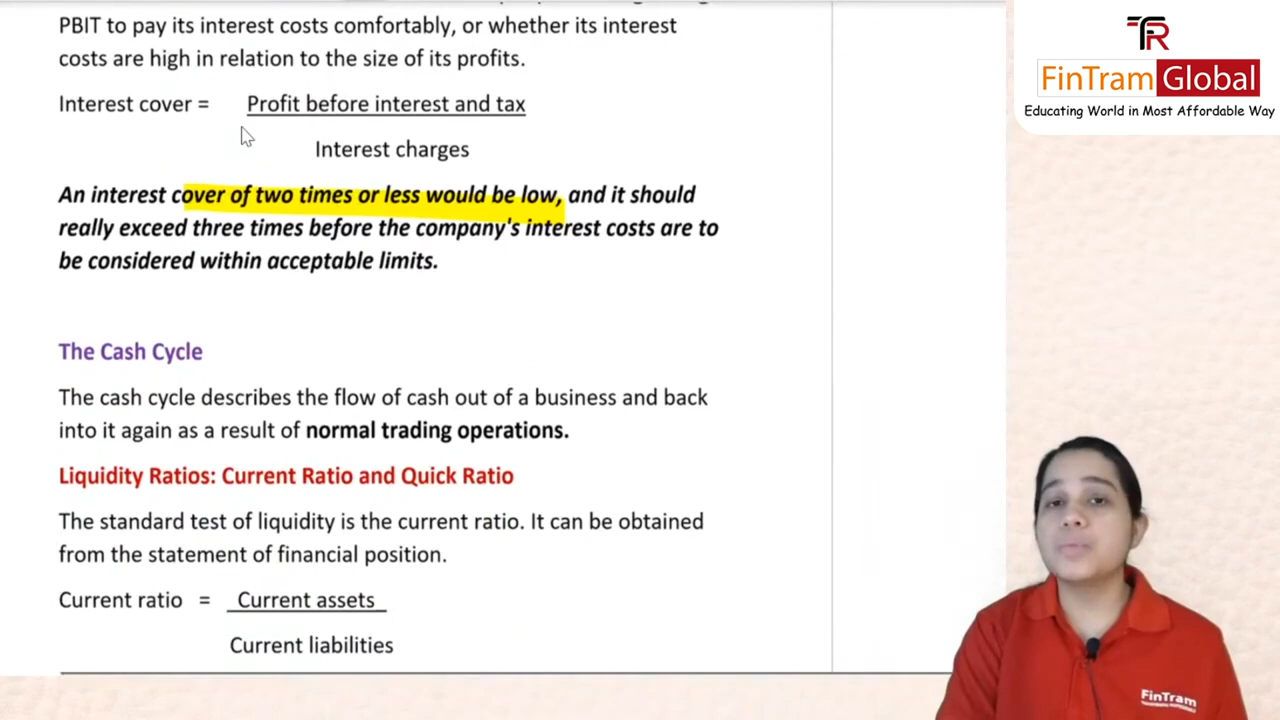 PBIT to pay its interest costs comfortably, or whether its interest
costs are high in relation to the size of its profits.
Interest cover = Profit before interest and tax
Interest charges
An interest cover of two times or less would be low, and it should
really exceed three times before the company's interest costs are to
be considered within acceptable limits.
The Cash Cycle
The cash cycle describes the flow of cash out of a business and back
into it again as a result of normal trading operations.
Liquidity Ratios: Current Ratio and Quick Ratio
The standard test of liquidity is the current ratio. It can be obtained
from the statement of financial position.
Current ratio = Current assets
Current liabilities
FinTram Global
Educating World in Most Affordable Way
FinTram